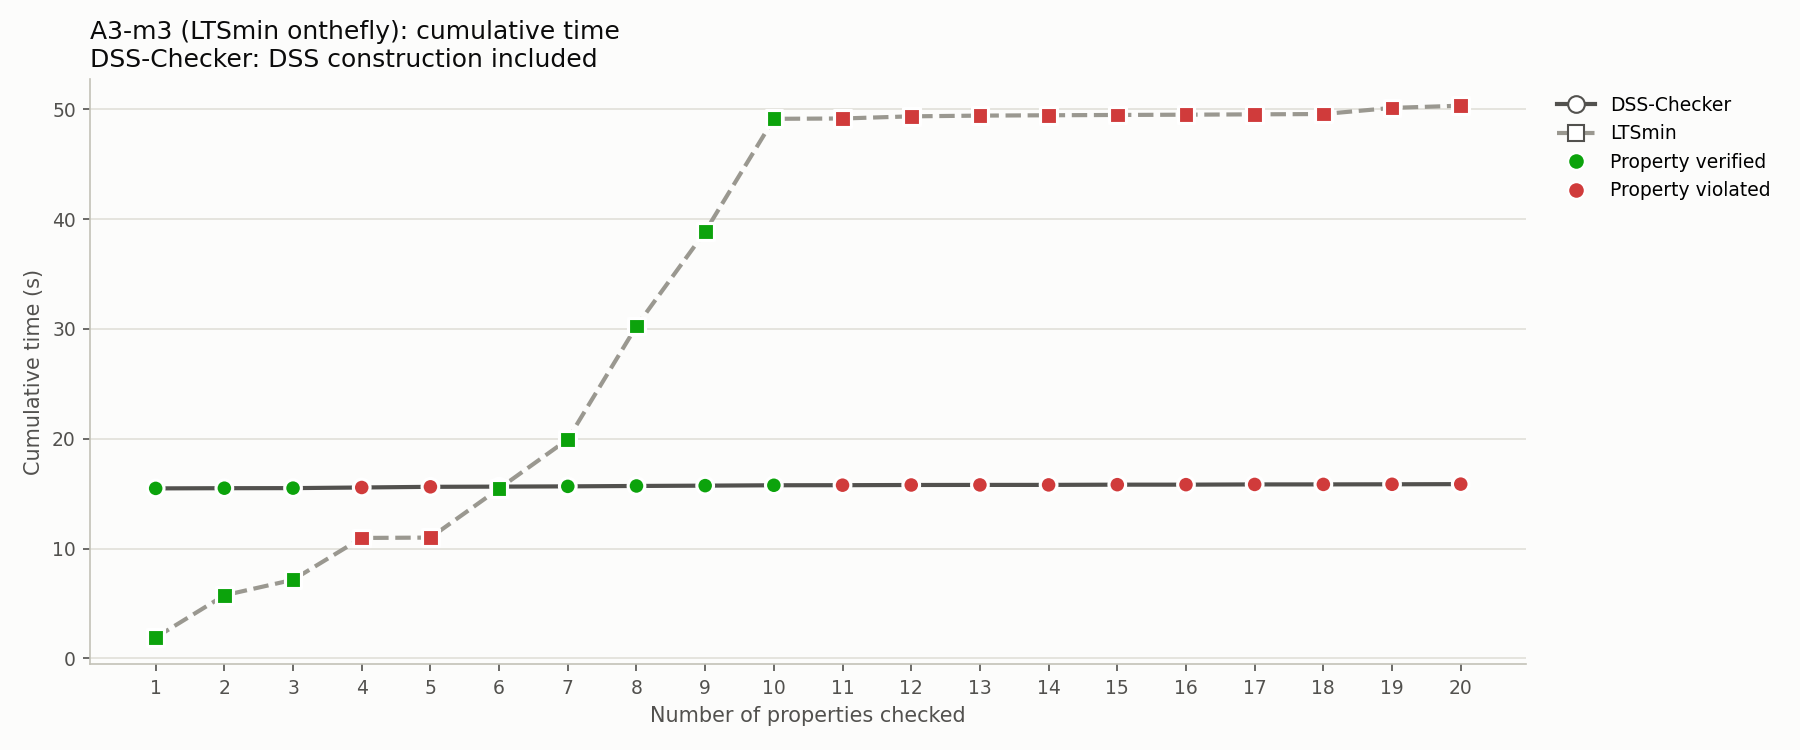 A3-m3 (LTSmin onthefly): cumulative time
DSS-Checker: DSS construction included
DSS-Checker
LTSmin
Property verified
Property violated
Cumulative time (s)
50
40
30
20
10
0
1 2 3 4 5 6 7 8 9 10 11 12 13 14 15 16 17 18 19 20
Number of properties checked